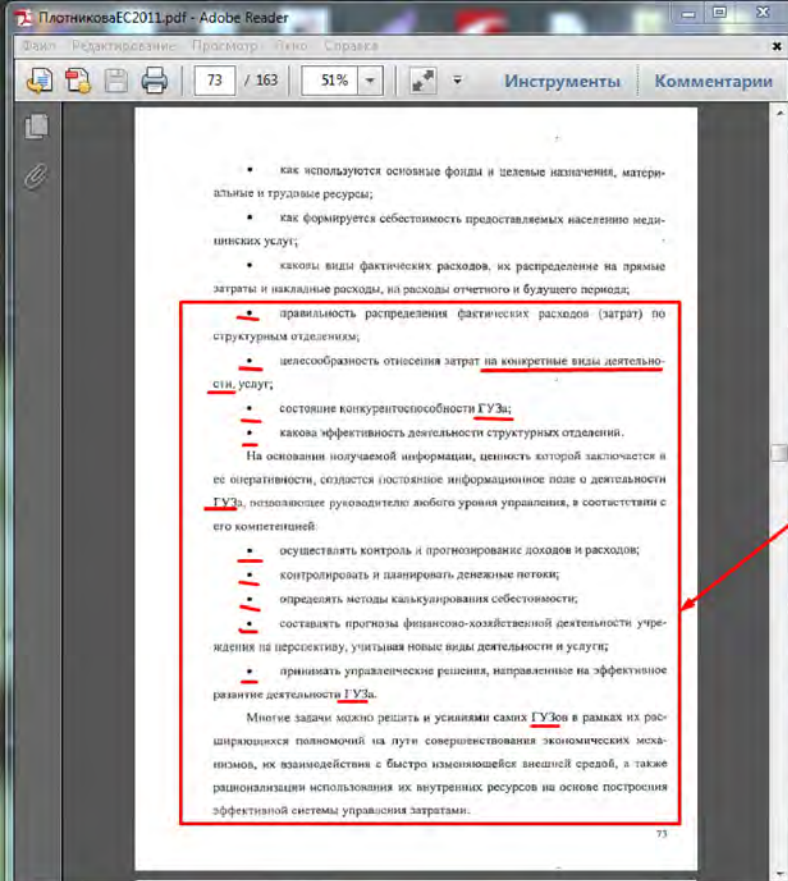 ПлотниковаЕС2011.pdf - Adobe Reader
Файл Редактирование Просмотр Окно Справка
73 / 163 51% Инструменты Комментарии
• как используются основные фонды и целевые назначения, матери-
альные и трудовые ресурсы;
• как формируется себестоимость предоставляемых населению меди-
цинских услуг;
• каковы виды фактических расходов, их распределение на прямые
затраты и накладные расходы, на расходы отчетного и будущего периода;
• правильность распределения фактических расходов (затрат) по
структурным отделениям;
• целесообразность отнесения затрат на конкретные виды деятельно-
сти, услуг;
• состояние конкурентоспособности ГУЗа;
• какова эффективность деятельности структурных отделений.
На основании получаемой информации, ценность которой заключается в
ее оперативности, создается постоянное информационное поле о деятельности
ГУЗа, позволяющее руководителю любого уровня управления, в соответствии с
его компетенцией:
• осуществлять контроль и прогнозирование доходов и расходов;
• контролировать и планировать денежные потоки;
• определять методы калькулирования себестоимости;
• составлять прогнозы финансово-хозяйственной деятельности учре-
ждения на перспективу, учитывая новые виды деятельности и услуги;
• принимать управленческие решения, направленные на эффективное
развитие деятельности ГУЗа.
Многие задачи можно решить и усилиями самих ГУЗов в рамках их рас-
ширяющихся полномочий на пути совершенствования экономических меха-
низмов, их взаимодействия с быстро изменяющейся внешней средой, а также
рационализации использования их внутренних ресурсов на основе построения
эффективной системы управления затратами.
73